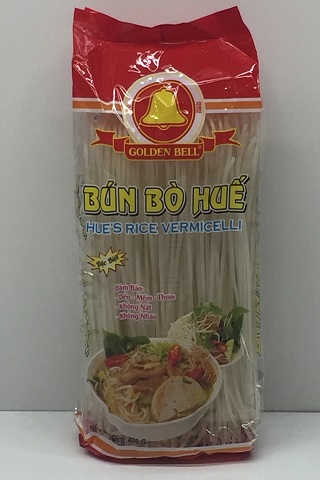 GOLDEN BELL
BÚN BÒ HUẾ
HUE'S RICE VERMICELLI
Đặc Biệt
Đảm Bảo:
Dẻo - Mềm - Thơm
Không Nát
Không Nhão
400 G